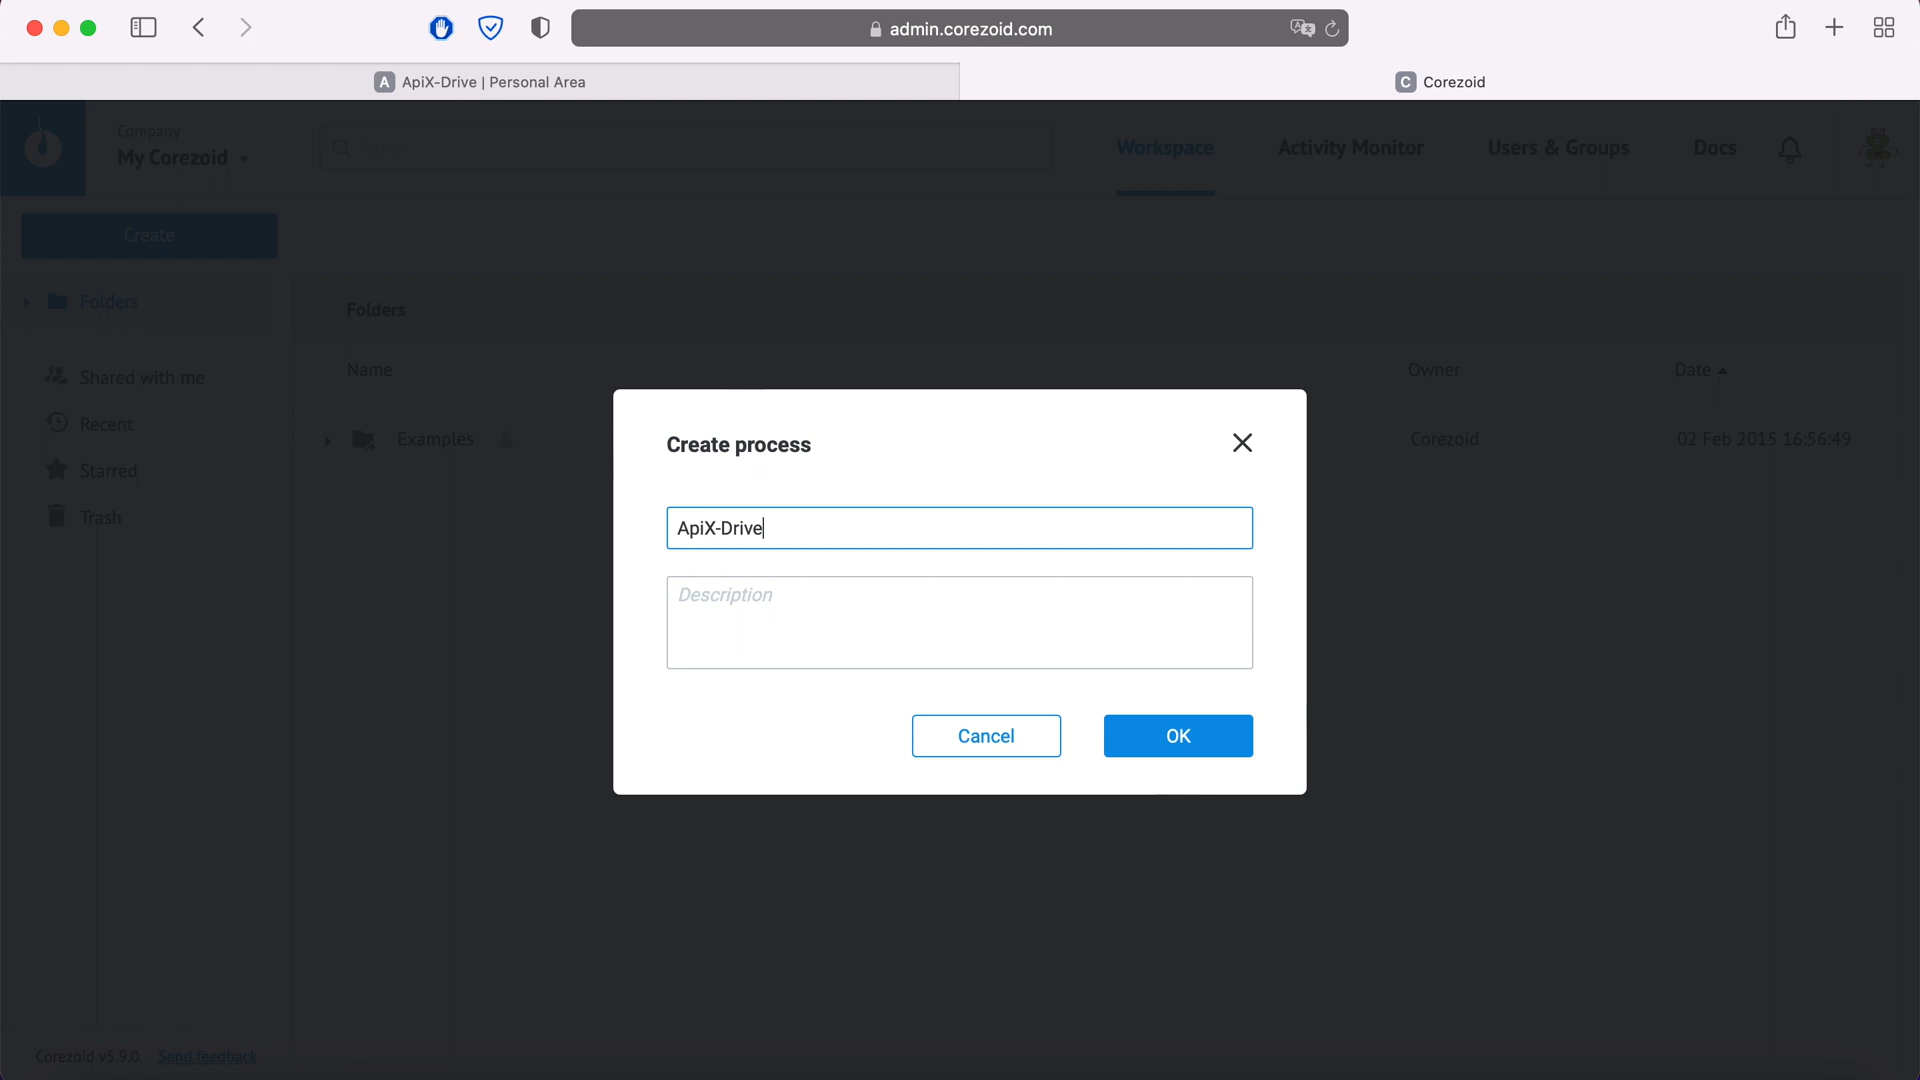 admin.corezoid.com
A ApiX-Drive | Personal Area
C Corezoid
Company
My Corezoid
Workspace
Activity Monitor
Users & Groups
Docs
Create
Folders
Folders
Shared with me
Name
Owner
Date
Recent
Examples
Corezoid
02 Feb 2015 16:56:49
Starred
Trash
Create process
ApiX-Drive
Description
Cancel
OK
Corezoid v5.9.0 Send feedback